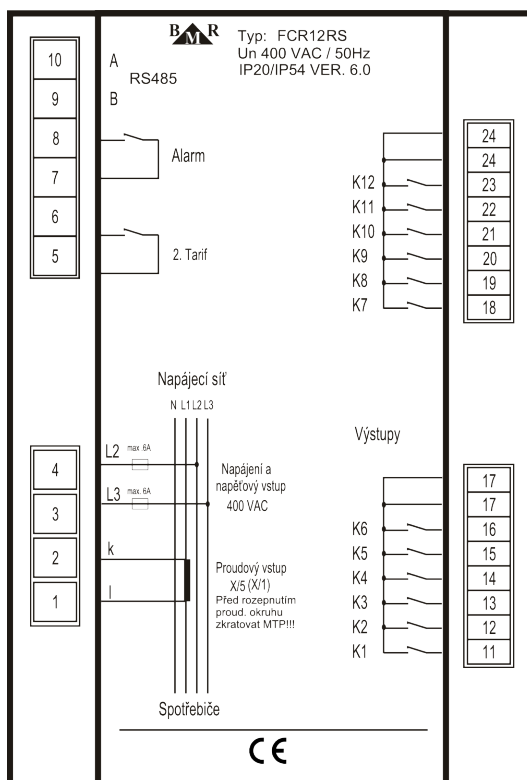 BMR
Typ: FCR12RS
Un 400 VAC / 50Hz
IP20/IP54 VER. 6.0
10
A
RS485
9
B
8
7
Alarm
6
5
2. Tarif
24
24
K12
23
K11
22
K10
21
K9
20
K8
19
K7
18
Napájecí síť
N L1 L2 L3
4
L2
max. 6A
3
L3
max. 6A
Napájení a
napěťový vstup
400 VAC
2
k
1
l
Proudový vstup
X/5 (X/1)
Před rozepnutím
proud. okruhu
zkratovat MTP!!!
Spotřebiče
Výstupy
17
17
K6
16
K5
15
K4
14
K3
13
K2
12
K1
11
CE